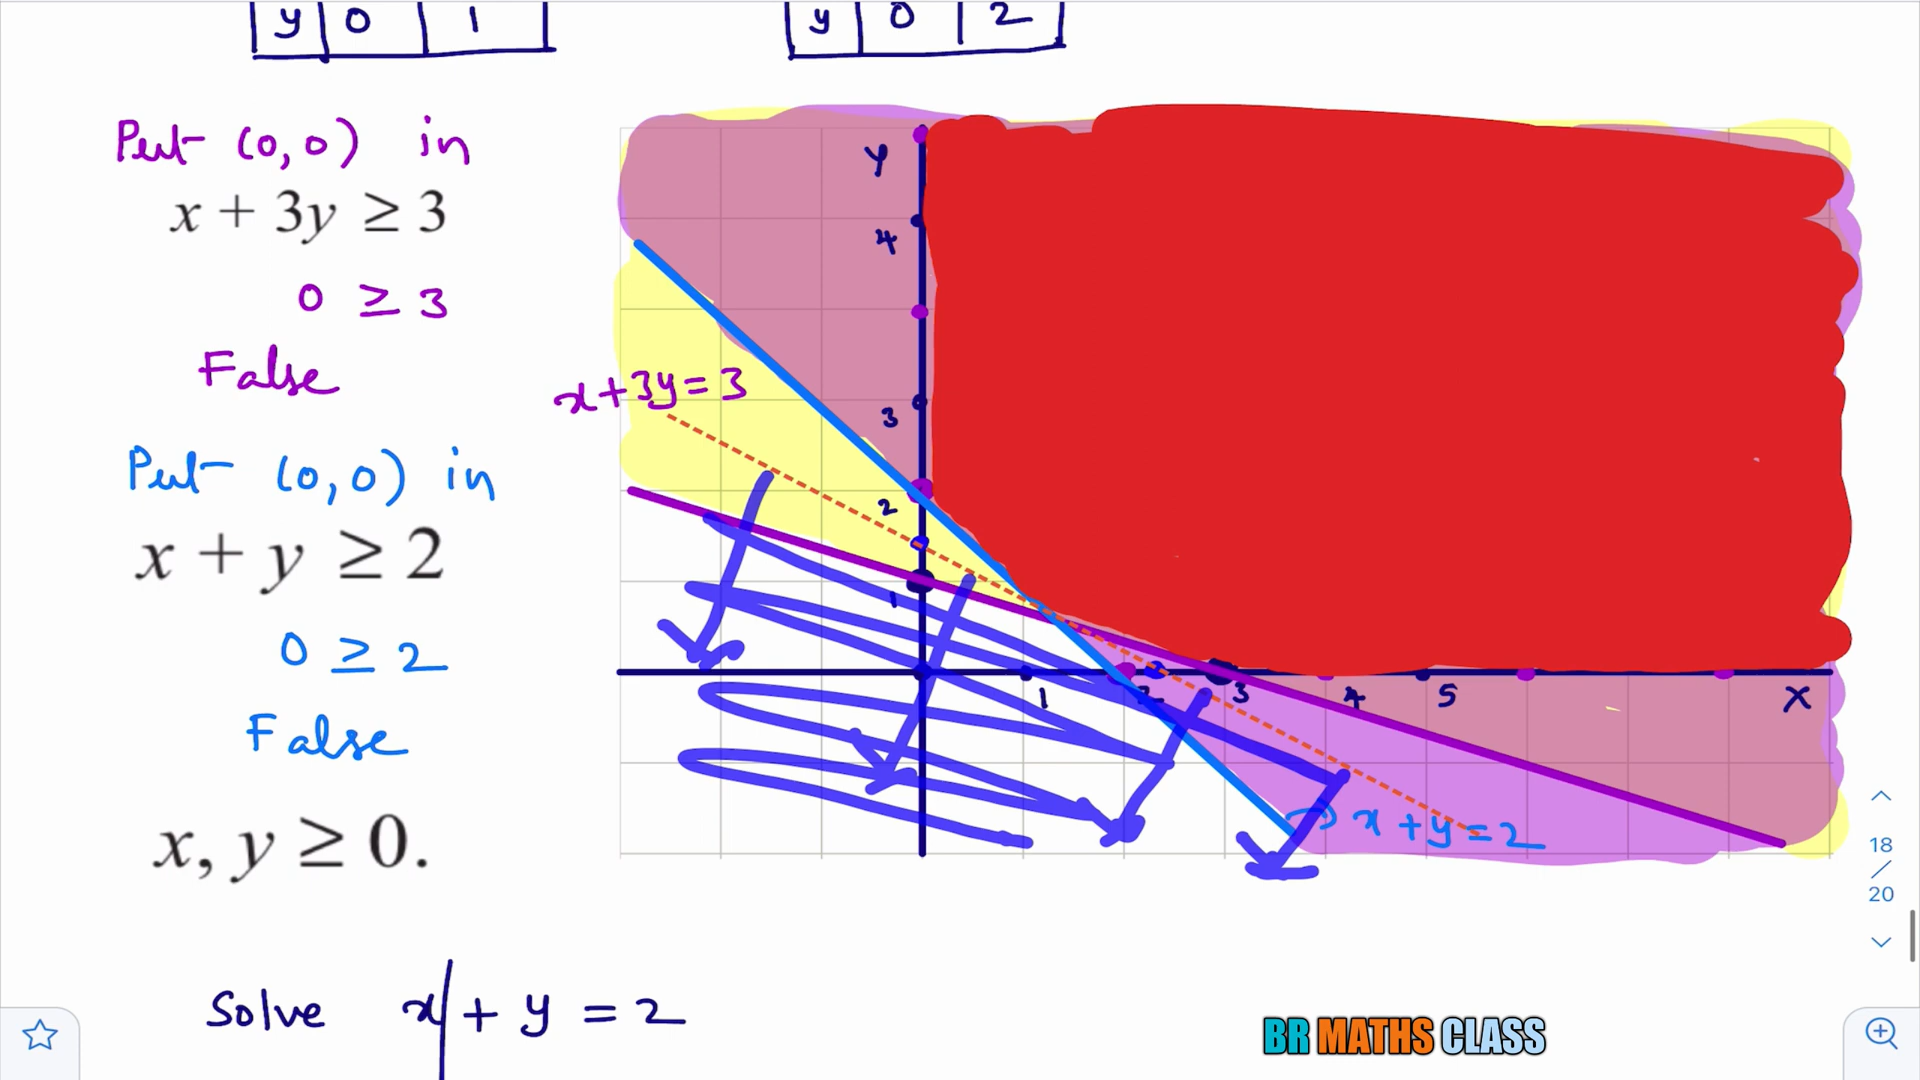 y 0 1
y 0 2
Put (0,0) in
x + 3y ≥ 3
0 ≥ 3
False
Put (0,0) in
x + y ≥ 2
0 ≥ 2
False
x, y ≥ 0.
Y
4
3
2
1
x+3y=3
1 2 3 4 5 X
x+y=2
Solve x + y = 2
18
/
20
BR MATHS CLASS